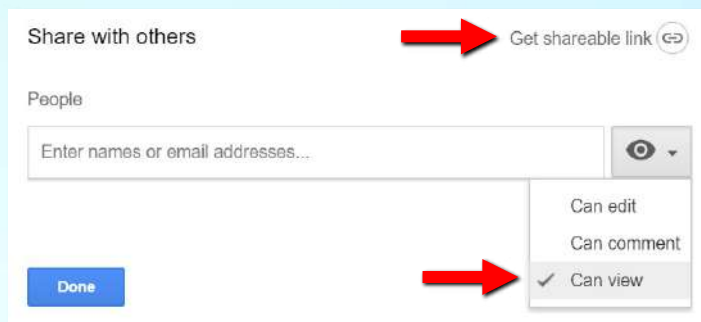 Share with others
Get shareable link
People
Enter names or email addresses...
Can edit
Can comment
Can view
Done